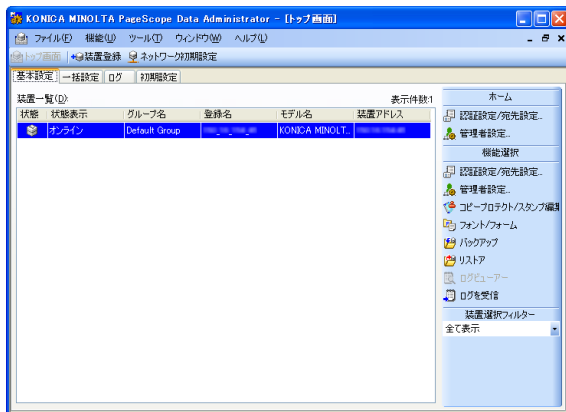 KONICA MINOLTA PageScope Data Administrator - [トップ画面]
ファイル(F) 機能(U) ツール(T) ウィンドウ(W) ヘルプ(L)
トップ画面 装置登録 ネットワーク初期設定
基本設定 一括設定 ログ 初期設定
装置一覧(D): 表示件数:1
状態 状態表示 グループ名 登録名 モデル名 装置アドレス
オンライン Default Group KONICA MINOLT...
ホーム
認証設定/宛先設定...
管理者設定...
機能選択
認証設定/宛先設定...
管理者設定...
コピープロテクト/スタンプ編集
フォント/フォーム
バックアップ
リストア
ログビューアー
ログを受信
装置選択フィルター
全て表示